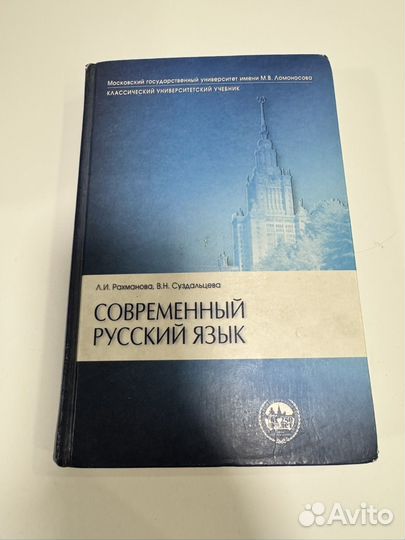 Московский государственный университет имени М.В. Ломоносова
КЛАССИЧЕСКИЙ УНИВЕРСИТЕТСКИЙ УЧЕБНИК
Л.И. Рахманова, В.Н. Суздальцева
СОВРЕМЕННЫЙ
РУССКИЙ ЯЗЫК
Avito